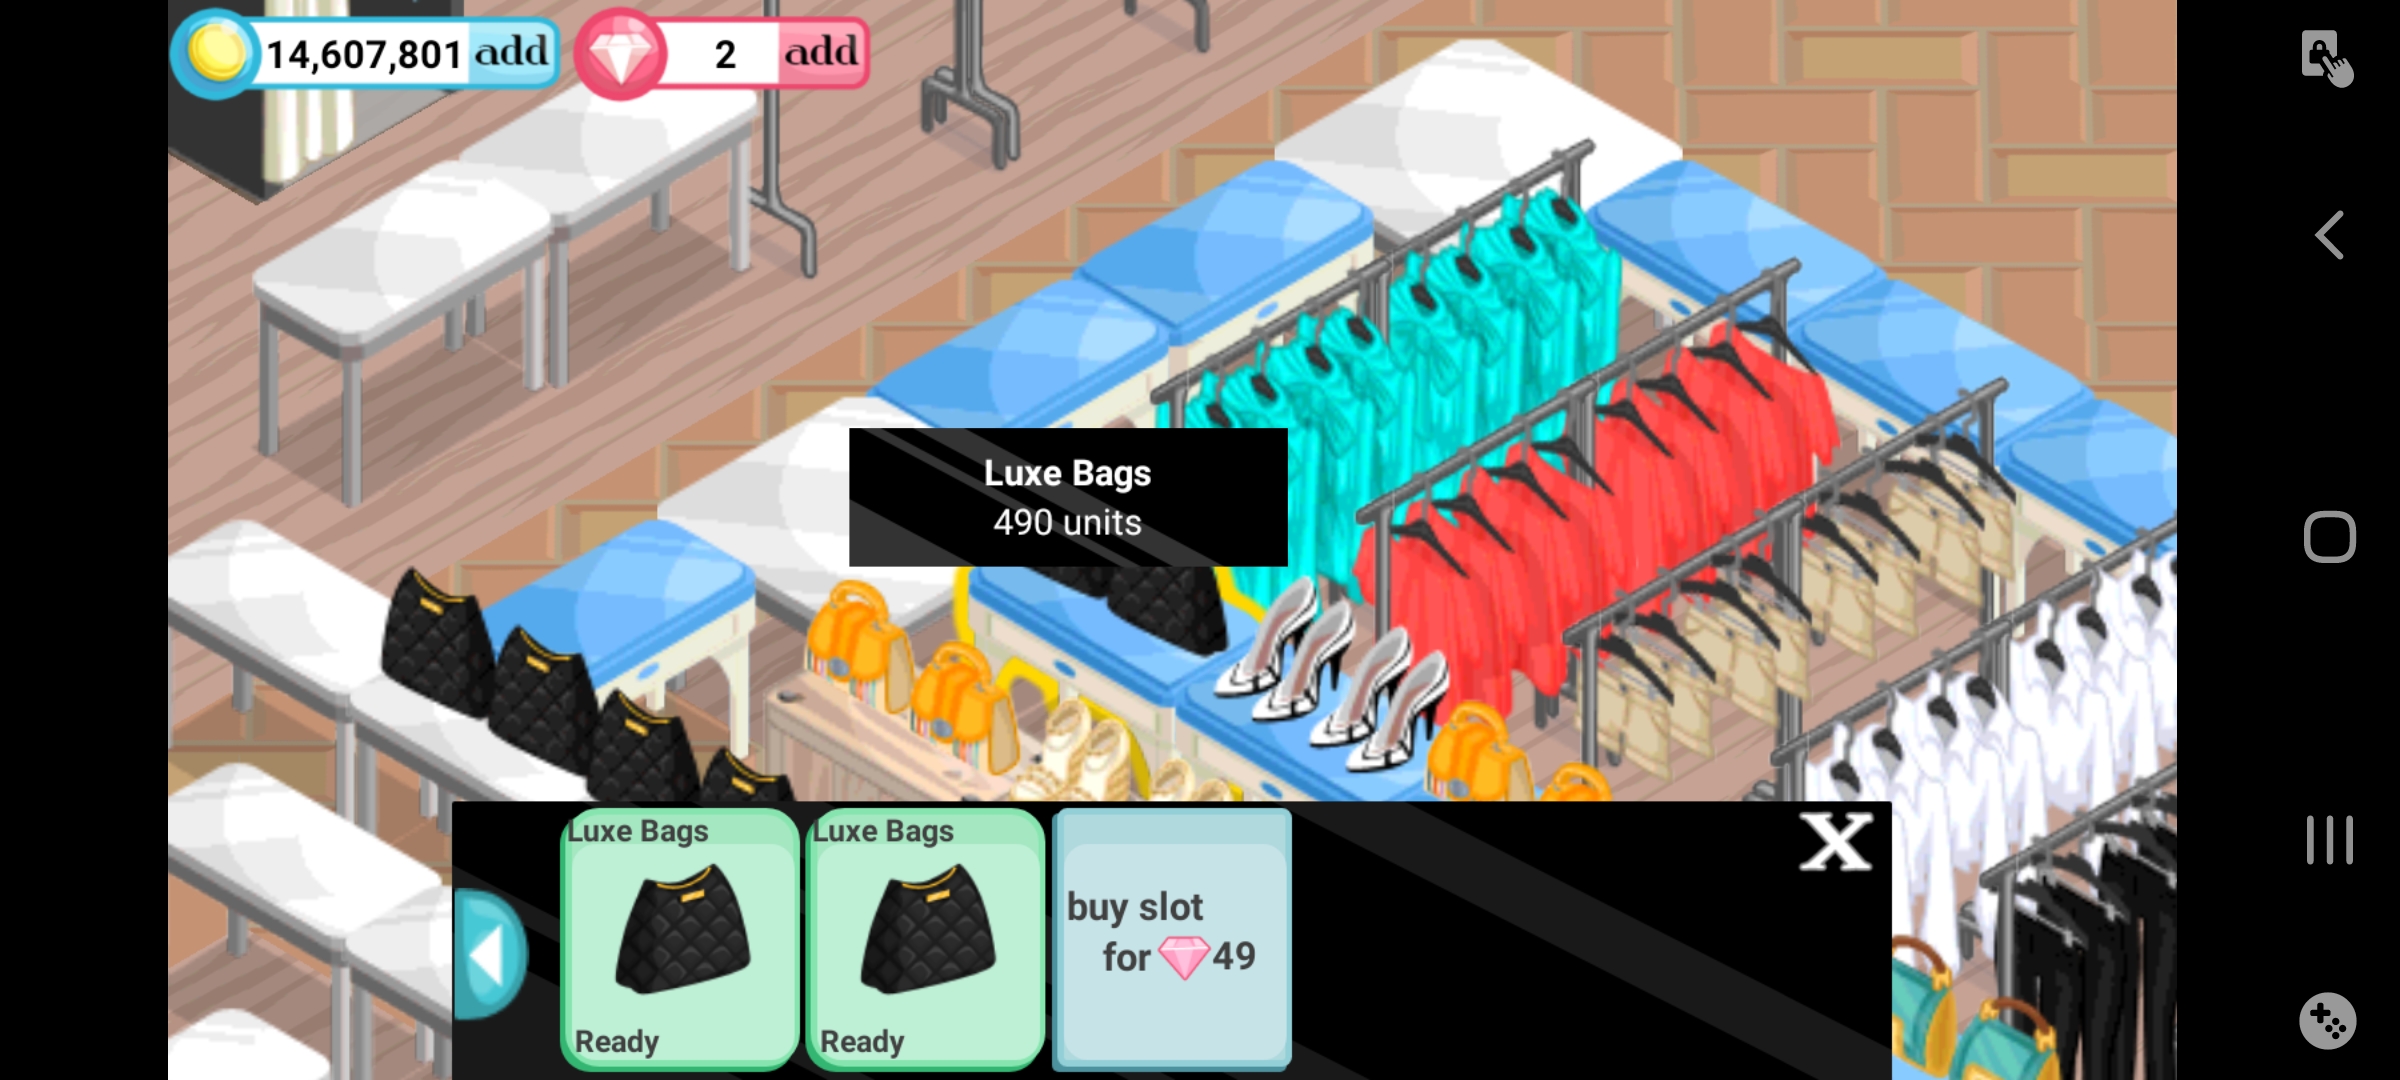 14,607,801 add
2 add
Luxe Bags
490 units
Luxe Bags
Ready
Luxe Bags
Ready
buy slot
for 49
X